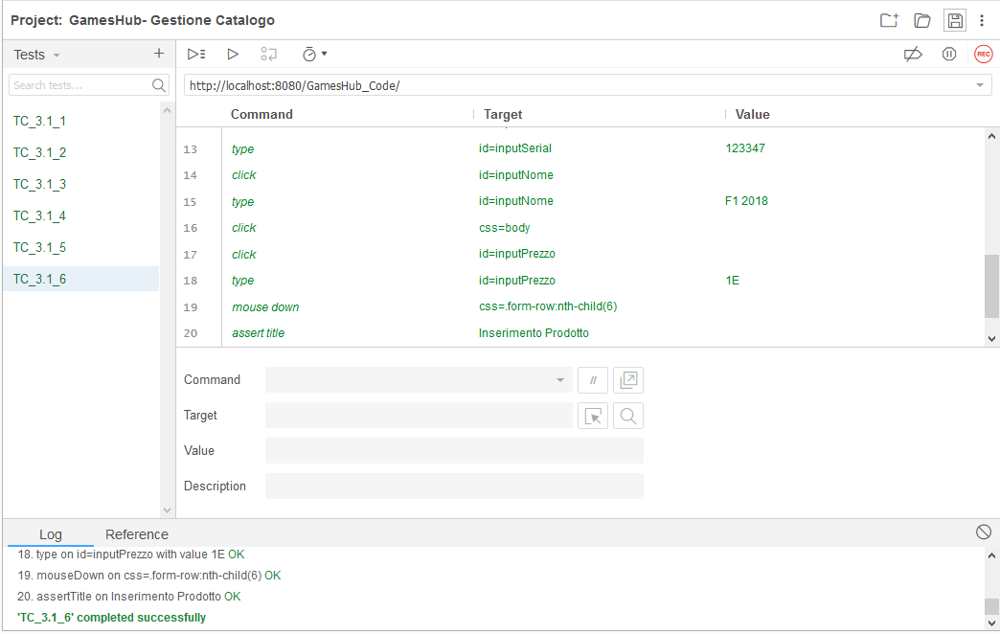 Project: GamesHub- Gestione Catalogo
Tests
REC
Search tests...
http://localhost:8080/GamesHub_Code/
Command Target Value
TC_3.1_1
TC_3.1_2
TC_3.1_3
TC_3.1_4
TC_3.1_5
TC_3.1_6
13 type id=inputSerial 123347
14 click id=inputNome
15 type id=inputNome F1 2018
16 click css=body
17 click id=inputPrezzo
18 type id=inputPrezzo 1E
19 mouse down css=.form-row:nth-child(6)
20 assert title Inserimento Prodotto
Command //
Target
Value
Description
Log Reference
18. type on id=inputPrezzo with value 1E OK
19. mouseDown on css=.form-row:nth-child(6) OK
20. assertTitle on Inserimento Prodotto OK
'TC_3.1_6' completed successfully